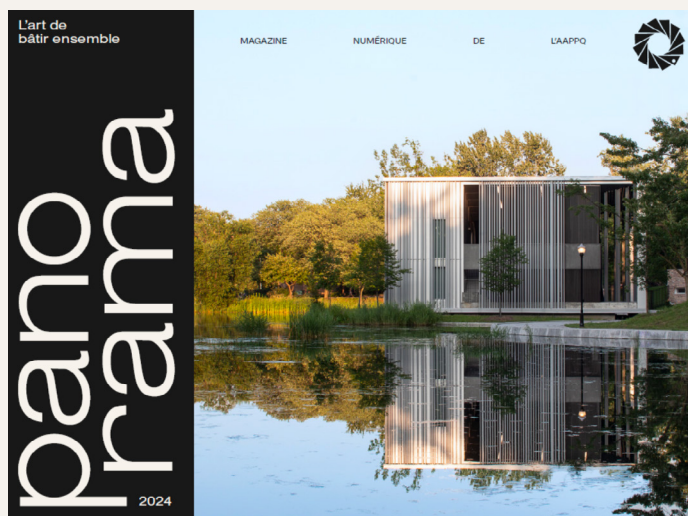 L'art de
bâtir ensemble
MAGAZINE NUMÉRIQUE DE L'AAPPQ
pano
rama
2024